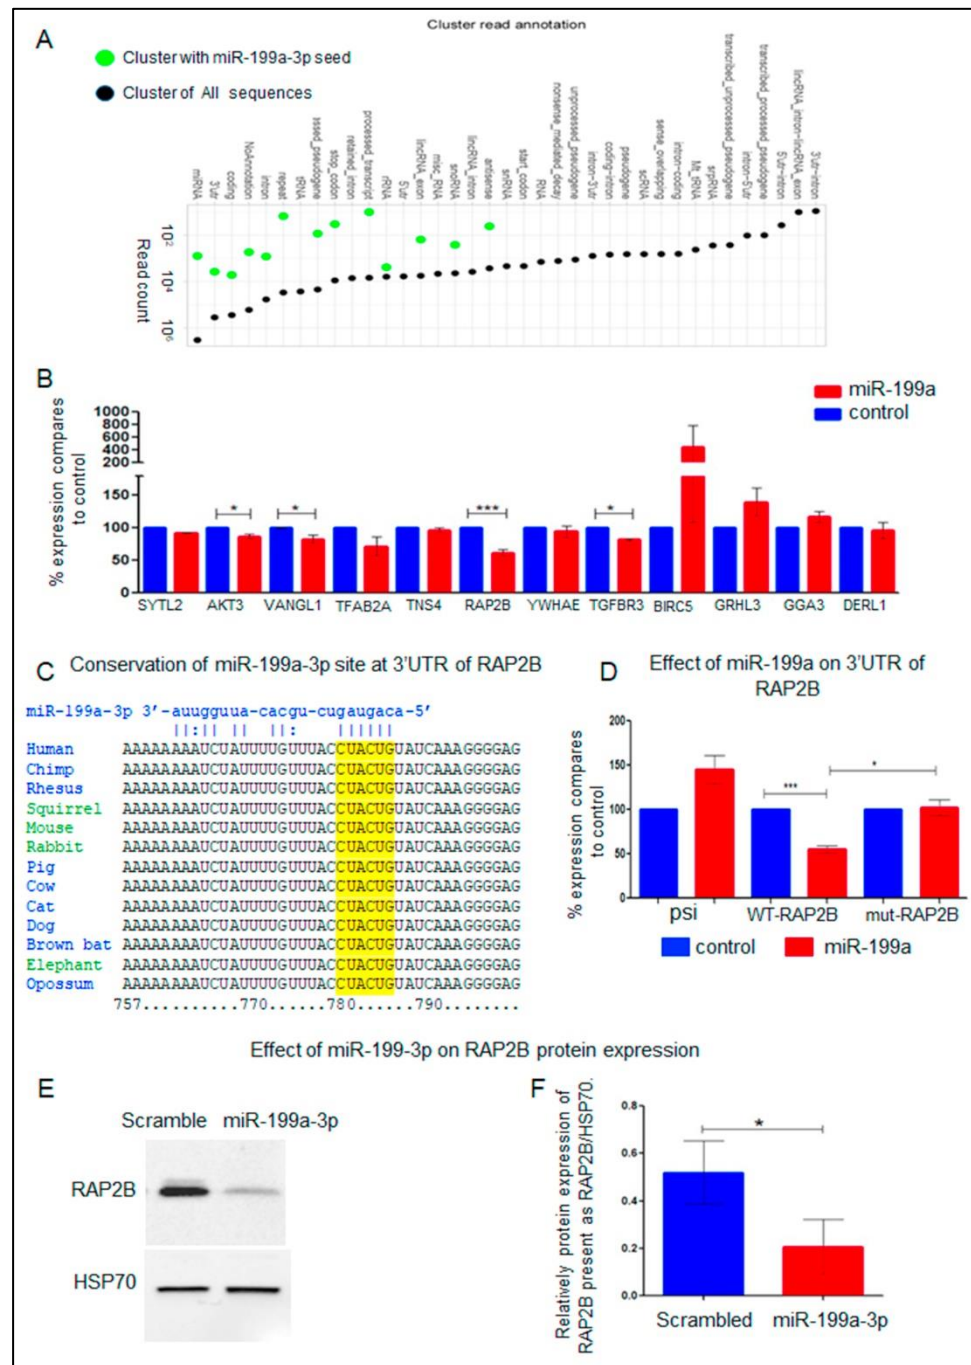 A
Cluster read annotation
Cluster with miR-199a-3p seed
Cluster of All sequences
miRNA
3'utr
coding
NoAnnotation
intron
repeat
tRNA
ssed_pseudogene
stop_codon
retained_intron
processed_transcript
rRNA
5'utr
lincRNA_exon
misc_RNA
snoRNA
lincRNA_intron
antisense
snRNA
start_codon
RNA
nonsense_mediated_decay
unprocessed_pseudogene
intron-3'utr
coding-intron
pseudogene
scRNA
sense_overlapping
intron-coding
Mt_tRNA
srpRNA
transcribed_unprocessed_pseudogene
intron-5'utr
transcribed_processed_pseudogene
5'utr-intron
lincRNA_intron-lincRNA_exon
3'utr-intron
Read count
10²
10⁴
10⁶
B
miR-199a
control
% expression compares
to control
1000
800
600
400
200
150
100
50
0
*
*
***
*
SYTL2 AKT3 VANGL1 TFAB2A TNS4 RAP2B YWHAE TGFBR3 BIRC5 GRHL3 GGA3 DERL1
C Conservation of miR-199a-3p site at 3'UTR of RAP2B
miR-199a-3p 3'-auugguua-cacgu-cugaugaca-5'
Human AAAAAAAAUCUAUUUUGUUUACCUACUGUAUCAAAGGGGAG
Chimp AAAAAAAAUCUAUUUUGUUUACCUACUGUAUCAAAGGGGAG
Rhesus AAAAAAAAUCUAUUUUGUUUACCUACUGUAUCAAAGGGGAG
Squirrel AAAAAAAAUCUAUUUUGUUUACCUACUGUAUCAAAGGGGAG
Mouse AAAAAAAAUCUAUUUUGUUUACCUACUGUAUCAAAGGGGAG
Rabbit AAAAAAAAUCUAUUUUGUUUACCUACUGUAUCAAAGGGGAG
Pig AAAAAAAAUCUAUUUUGUUUACCUACUGUAUCAAAGGGGAG
Cow AAAAAAAAUCUAUUUUGUUUACCUACUGUAUCAAAGGGGAG
Cat AAAAAAAAUCUAUUUUGUUUACCUACUGUAUCAAAGGGGAG
Dog AAAAAAAAUCUAUUUUGUUUACCUACUGUAUCAAAGGGGAG
Brown bat AAAAAAAAUCUAUUUUGUUUACCUACUGUAUCAAAGGGGAG
Elephant AAAAAAAAUCUAUUUUGUUUACCUACUGUAUCAAAGGGGAG
Opossum AAAAAAAAUCUAUUUUGUUUACCUACUGUAUCAAAGGGGAG
757..........770........780........790.........
D
Effect of miR-199a on 3'UTR of
RAP2B
% expression compares
to control
200
150
100
50
0
***
*
psi WT-RAP2B mut-RAP2B
control miR-199a
Effect of miR-199-3p on RAP2B protein expression
E
Scramble miR-199a-3p
RAP2B
HSP70
F
Relatively protein expression of
RAP2B present as RAP2B/HSP70.
0.8
0.6
0.4
0.2
0.0
*
Scrambled miR-199a-3p